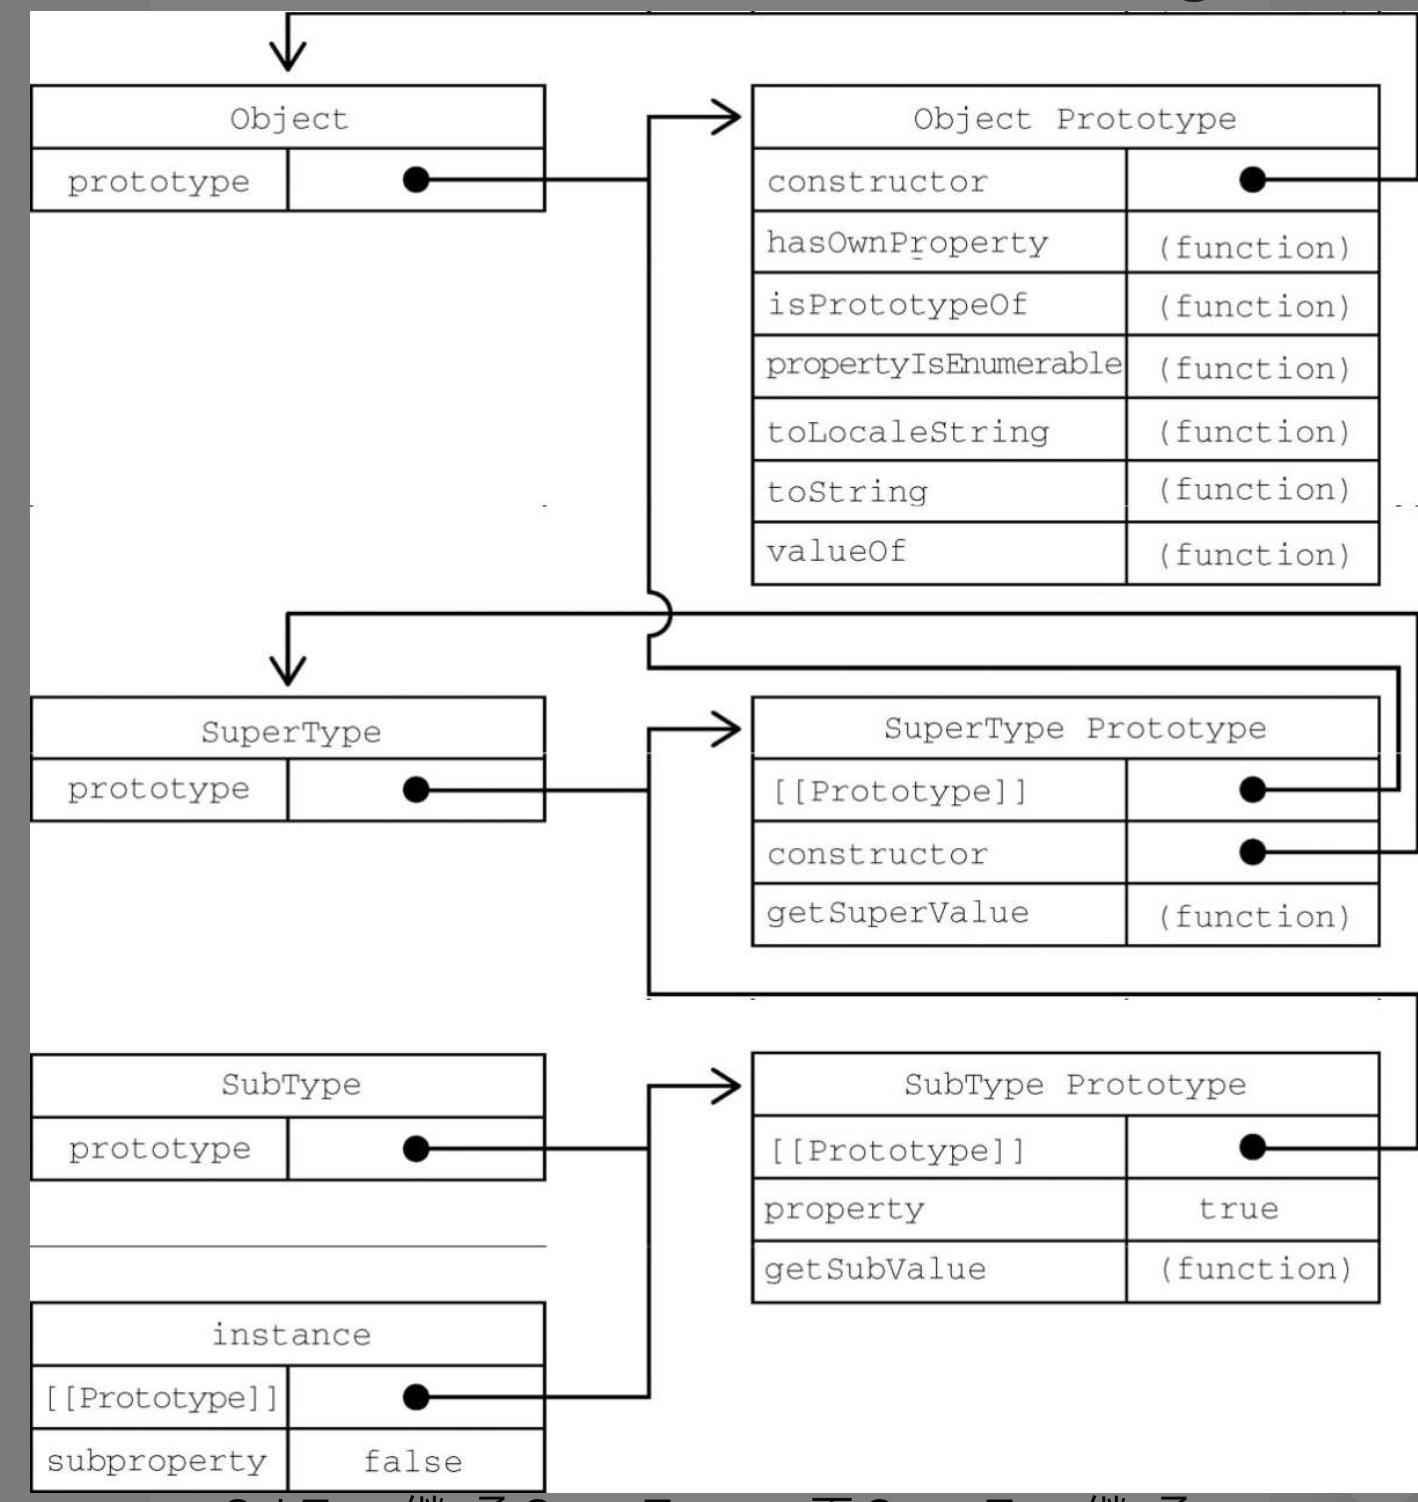 Object
prototype
Object Prototype
constructor
hasOwnProperty (function)
isPrototypeOf (function)
propertyIsEnumerable (function)
toLocaleString (function)
toString (function)
valueOf (function)
SuperType
prototype
SuperType Prototype
[[Prototype]]
constructor
getSuperValue (function)
SubType
prototype
SubType Prototype
[[Prototype]]
property true
getSubValue (function)
instance
[[Prototype]]
subproperty false